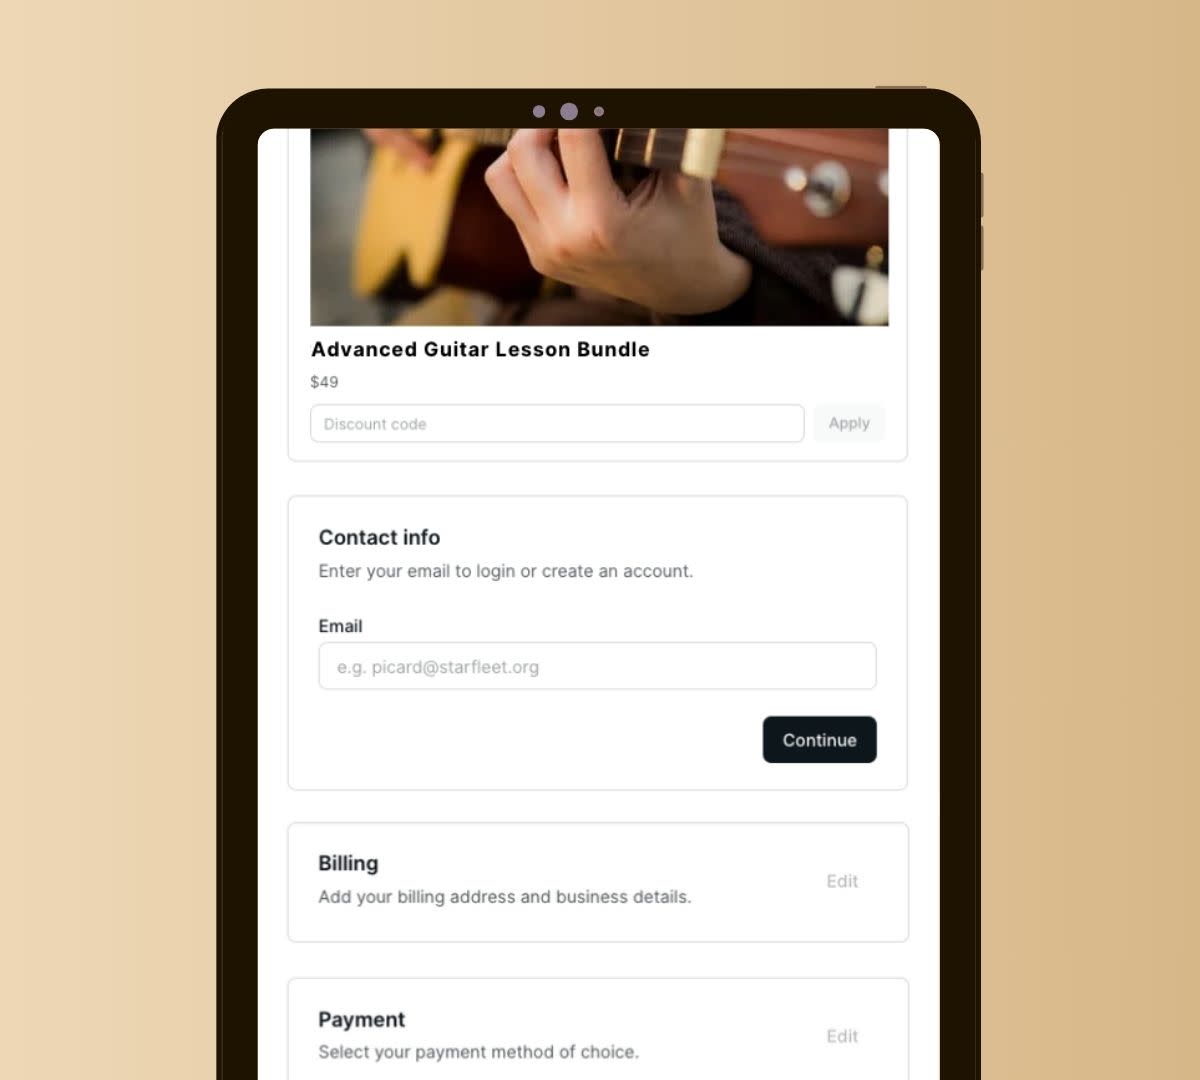 Advanced Guitar Lesson Bundle
$49
Discount code
Apply
Contact info
Enter your email to login or create an account.
Email
e.g. picard@starfleet.org
Continue
Billing
Add your billing address and business details.
Edit
Payment
Select your payment method of choice.
Edit